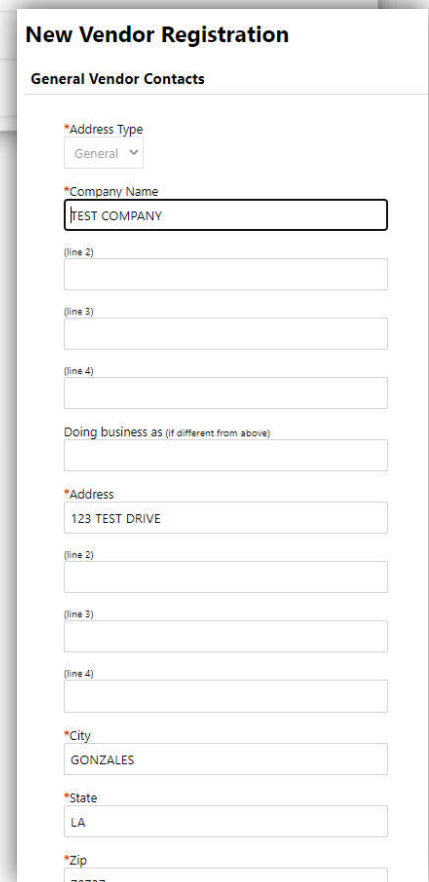 New Vendor Registration
General Vendor Contacts
*Address Type
General
*Company Name
TEST COMPANY
(line 2)
(line 3)
(line 4)
Doing business as (if different from above)
*Address
123 TEST DRIVE
(line 2)
(line 3)
(line 4)
*City
GONZALES
*State
LA
*Zip